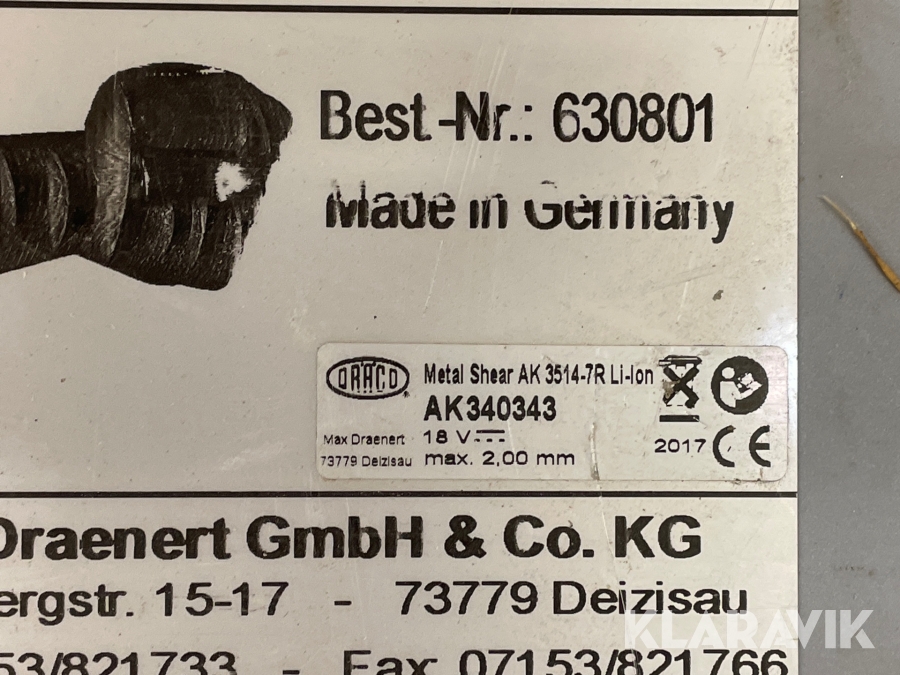 Best.-Nr.: 630801
Made in Germany
DRACO®
Max Draenert
73779 Deizisau
Metal Shear AK 3514-7R Li-Ion
AK340343
18 V
max. 2,00 mm
2017 CE
Draenert GmbH & Co. KG
ergstr. 15-17 - 73779 Deizisau
53/821733 - Fax: 07153/821766
KLARAVIK